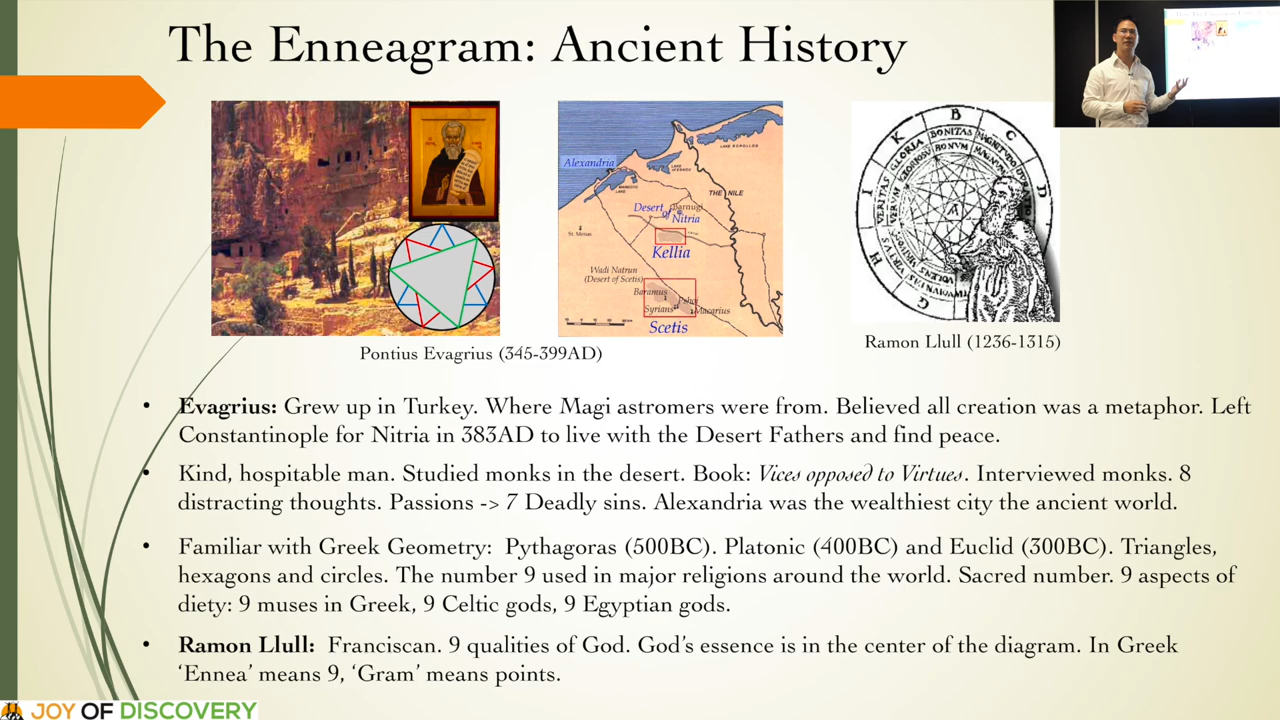 The Enneagram: Ancient History
Alexandria
LAKE
THE NILE
Desert
of
Barnugi
Nitria
St. Menas
Kellia
Wadi Natrun
(Desert of Scetis)
Baramus
Pshoi
Syrians
Macarius
Scetis
B
C
D
K
I
H
G
BONITAS
GLORIA
A
Pontius Evagrius (345-399AD)
Ramon Llull (1236-1315)
• Evagrius: Grew up in Turkey. Where Magi astromers were from. Believed all creation was a metaphor. Left
Constantinople for Nitria in 383AD to live with the Desert Fathers and find peace.
• Kind, hospitable man. Studied monks in the desert. Book: Vices opposed to Virtues. Interviewed monks. 8
distracting thoughts. Passions -> 7 Deadly sins. Alexandria was the wealthiest city the ancient world.
• Familiar with Greek Geometry: Pythagoras (500BC). Platonic (400BC) and Euclid (300BC). Triangles,
hexagons and circles. The number 9 used in major religions around the world. Sacred number. 9 aspects of
diety: 9 muses in Greek, 9 Celtic gods, 9 Egyptian gods.
• Ramon Llull: Franciscan. 9 qualities of God. God's essence is in the center of the diagram. In Greek
'Ennea' means 9, 'Gram' means points.
JOY OF DISCOVERY